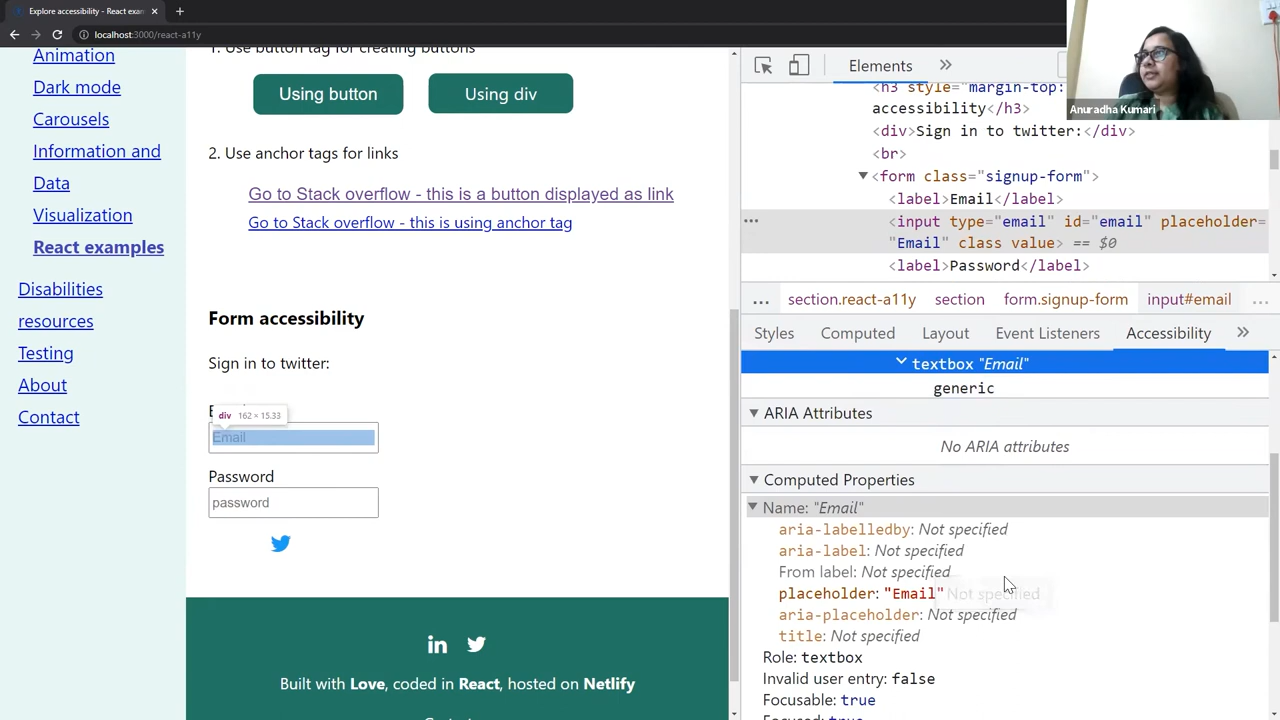 Explore accessibility - React exam
localhost:3000/react-a11y
Animation
Dark mode
Carousels
Information and
Data
Visualization
React examples
Disabilities
resources
Testing
About
Contact
1. Use button tag for creating buttons
Using button
Using div
2. Use anchor tags for links
Go to Stack overflow - this is a button displayed as link
Go to Stack overflow - this is using anchor tag
Form accessibility
Sign in to twitter:
div 162 × 15.33
Email
Password
password
Built with Love, coded in React, hosted on Netlify
Elements
<h3 style="margin-top:
accessibility</h3>
<div>Sign in to twitter:</div>
<br>
<form class="signup-form">
<label>Email</label>
<input type="email" id="email" placeholder=
"Email" class value> == $0
<label>Password</label>
... section.react-a11y section form.signup-form input#email ...
Styles Computed Layout Event Listeners Accessibility
textbox "Email"
generic
ARIA Attributes
No ARIA attributes
Computed Properties
Name: "Email"
aria-labelledby: Not specified
aria-label: Not specified
From label: Not specified
placeholder: "Email" Not specified
aria-placeholder: Not specified
title: Not specified
Role: textbox
Invalid user entry: false
Focusable: true
Focused: true
Anuradha Kumari